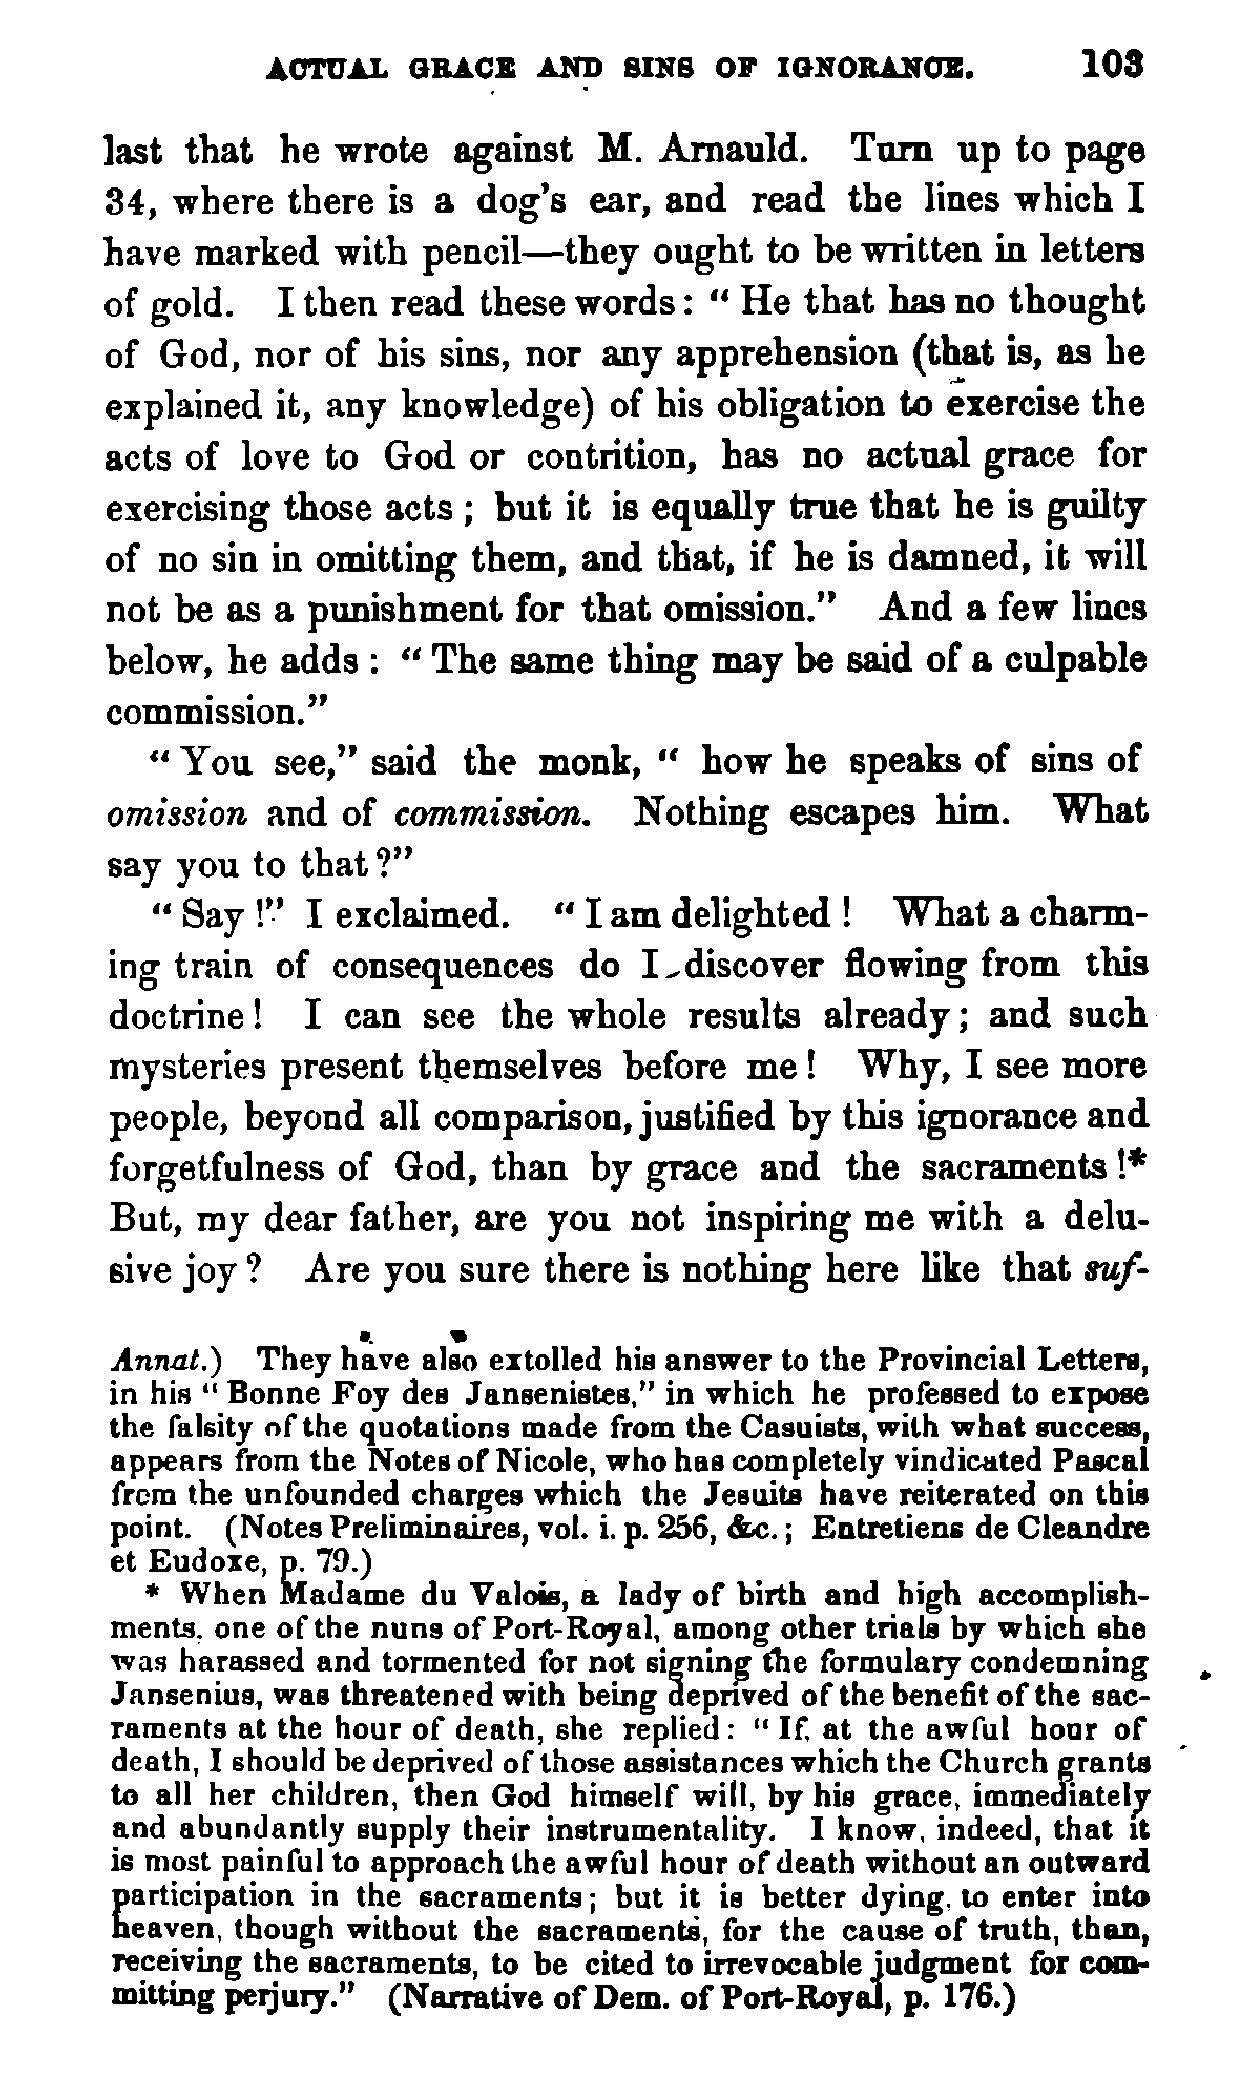 ACTUAL GRACE AND SINS OF IGNORANCE. 103
last that he wrote against M. Arnauld. Turn up to page
34, where there is a dog's ear, and read the lines which I
have marked with pencil—they ought to be written in letters
of gold. I then read these words: "He that has no thought
of God, nor of his sins, nor any apprehension (that is, as he
explained it, any knowledge) of his obligation to exercise the
acts of love to God or contrition, has no actual grace for
exercising those acts; but it is equally true that he is guilty
of no sin in omitting them, and that, if he is damned, it will
not be as a punishment for that omission." And a few lines
below, he adds: "The same thing may be said of a culpable
commission."
"You see," said the monk, "how he speaks of sins of
omission and of commission. Nothing escapes him. What
say you to that?"
"Say!" I exclaimed. "I am delighted! What a charm-
ing train of consequences do I discover flowing from this
doctrine! I can see the whole results already; and such
mysteries present themselves before me! Why, I see more
people, beyond all comparison, justified by this ignorance and
forgetfulness of God, than by grace and the sacraments!*
But, my dear father, are you not inspiring me with a delu-
sive joy? Are you sure there is nothing here like that suf-
Annat.) They have also extolled his answer to the Provincial Letters,
in his "Bonne Foy des Jansenistes," in which he professed to expose
the falsity of the quotations made from the Casuists, with what success,
appears from the Notes of Nicole, who has completely vindicated Pascal
from the unfounded charges which the Jesuits have reiterated on this
point. (Notes Preliminaires, vol. i. p. 256, &c.; Entretiens de Cleandre
et Eudoxe, p. 79.)
* When Madame du Valois, a lady of birth and high accomplish-
ments, one of the nuns of Port-Royal, among other trials by which she
was harassed and tormented for not signing the formulary condemning
Jansenius, was threatened with being deprived of the benefit of the sac-
raments at the hour of death, she replied: "If, at the awful hour of
death, I should be deprived of those assistances which the Church grants
to all her children, then God himself will, by his grace, immediately
and abundantly supply their instrumentality. I know, indeed, that it
is most painful to approach the awful hour of death without an outward
participation in the sacraments; but it is better dying, to enter into
heaven, though without the sacraments, for the cause of truth, than,
receiving the sacraments, to be cited to irrevocable judgment for com-
mitting perjury." (Narrative of Dem. of Port-Royal, p. 176.)